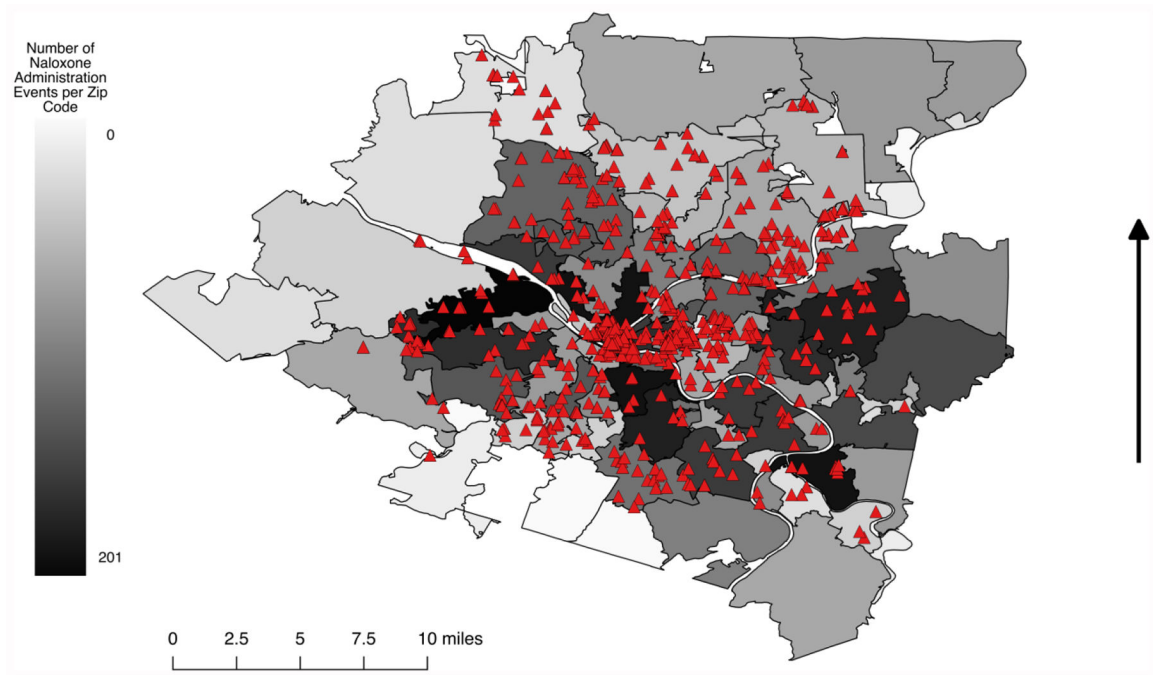 Number of
Naloxone
Administration
Events per Zip
Code
0
201
0 2.5 5 7.5 10 miles